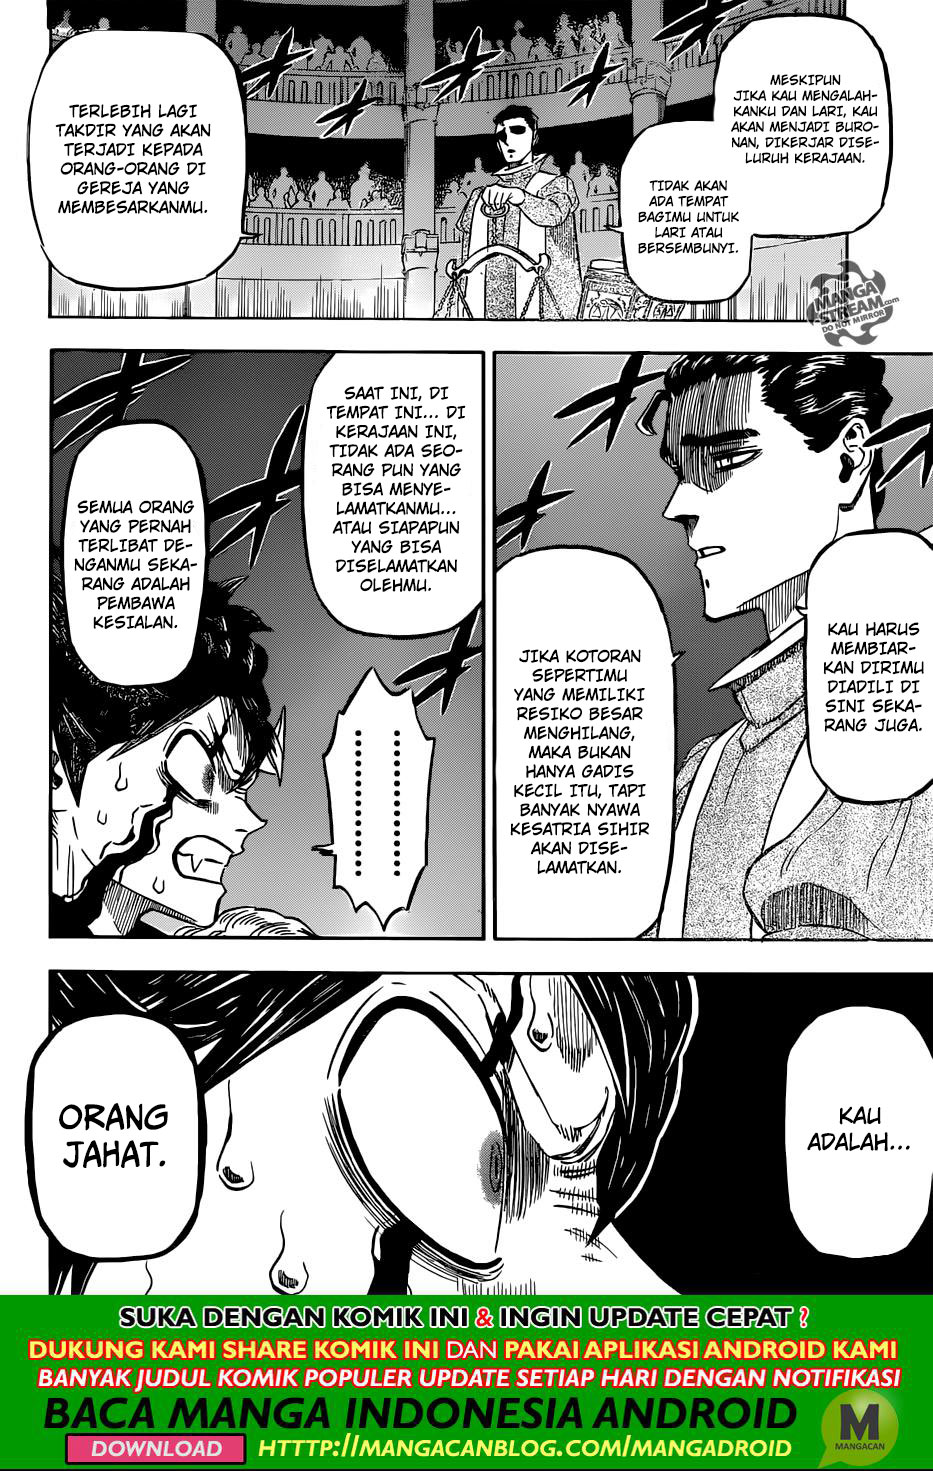 MESKIPUN
JIKA KAU MENGALAH-
KANKU DAN LARI, KAU
AKAN MENJADI BURO-
NAN, DIKERJAR DISE-
LURUH KERAJAAN.
TIDAK AKAN
ADA TEMPAT
BAGIMU UNTUK
LARI ATAU
BERSEMBUNYI.
TERLEBIH LAGI
TAKDIR YANG AKAN
TERJADI KEPADA
ORANG-ORANG DI
GEREJA YANG
MEMBESARKANMU.
MANGA
STREAM.com
DO NOT MIRROR
KAU HARUS
MEMBIAR-
KAN DIRIMU
DIADILI DI
SINI SEKA-
RANG JUGA.
JIKA KOTORAN
SEPERTIMU
YANG MEMILIKI
RESIKO BESAR
MENGHILANG,
MAKA BUKAN
HANYA GADIS
KECIL ITU, TAPI
BANYAK NYAWA
KESATRIA SIHIR
AKAN DISE-
LAMATKAN.
SAAT INI, DI
TEMPAT INI... DI
KERAJAAN INI,
TIDAK ADA SEO-
RANG PUN YANG
BISA MENYE-
LAMATKANMU...
ATAU SIAPAPUN
YANG BISA
DISELAMATKAN
OLEHMU.
SEMUA ORANG
YANG PERNAH
TERLIBAT DE-
NGANMU SEKA-
RANG ADALAH
PEMBAWA
KESIALAN.
KAU
ADALAH...
ORANG
JAHAT.
SUKA DENGAN KOMIK INI & INGIN UPDATE CEPAT ?
DUKUNG KAMI SHARE KOMIK INI DAN PAKAI APLIKASI ANDROID KAMI
BANYAK JUDUL KOMIK POPULER UPDATE SETIAP HARI DENGAN NOTIFIKASI
BACA MANGA INDONESIA ANDROID
DOWNLOAD HTTTP://MANGACANBLOG.COM/MANGADROID
M
MANGACAN